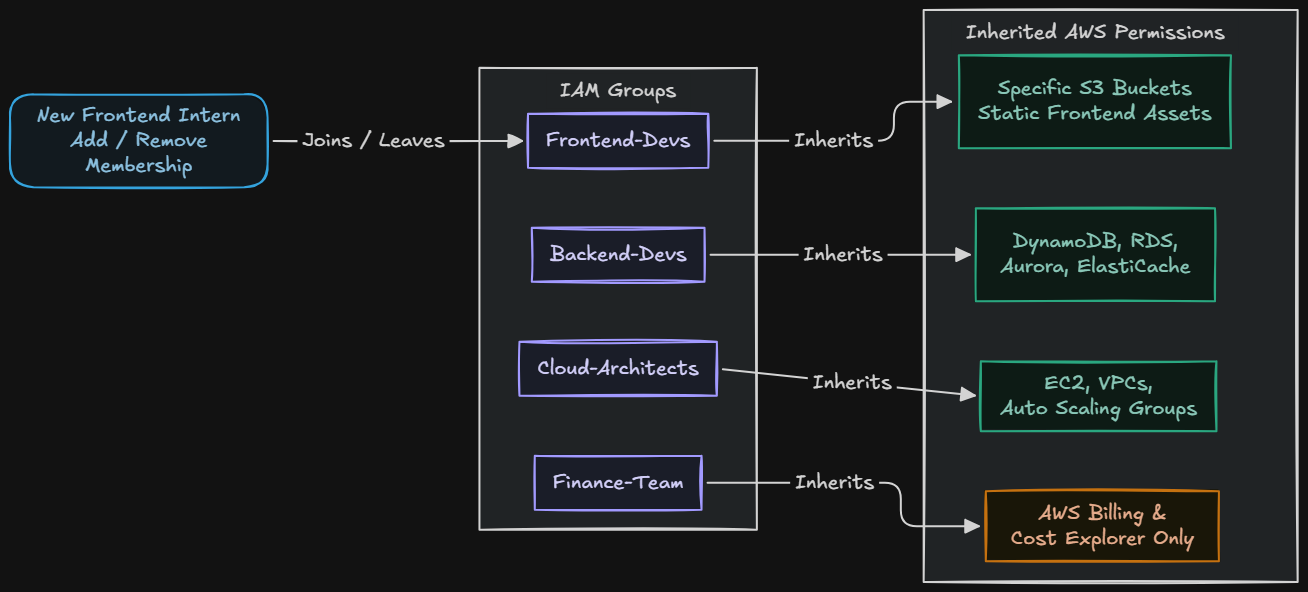 Inherited AWS Permissions
IAM Groups
New Frontend Intern
Add / Remove
Membership
Joins / Leaves
Frontend-Devs
Inherits
Specific S3 Buckets
Static Frontend Assets
Backend-Devs
Inherits
DynamoDB, RDS,
Aurora, ElastiCache
Cloud-Architects
Inherits
EC2, VPCs,
Auto Scaling Groups
Finance-Team
Inherits
AWS Billing &
Cost Explorer Only